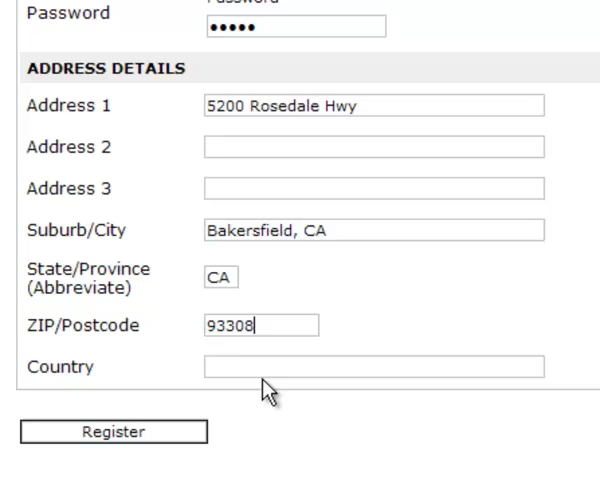 Password
Password
•••••
ADDRESS DETAILS
Address 1 5200 Rosedale Hwy
Address 2
Address 3
Suburb/City Bakersfield, CA
State/Province
(Abbreviate) CA
ZIP/Postcode 93308
Country
Register